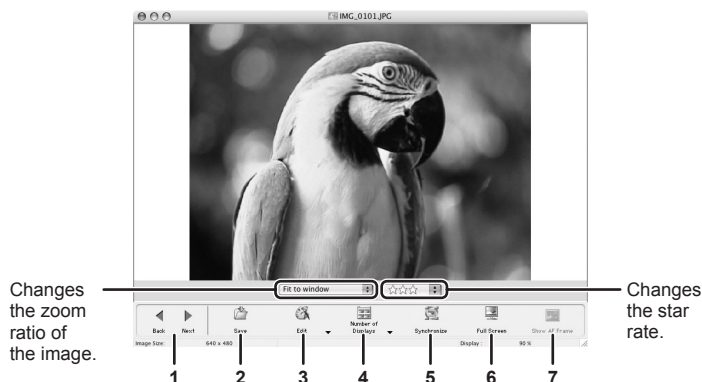 IMG_0101.JPG
Changes
the zoom
ratio of
the image.
Fit to window
☆☆☆
Changes
the star
rate.
Back Next Save Edit Number of Displays Synchronize Full Screen Show AF Frame
Image Size: 640 x 480 Display: 90 %
1 2 3 4 5 6 7